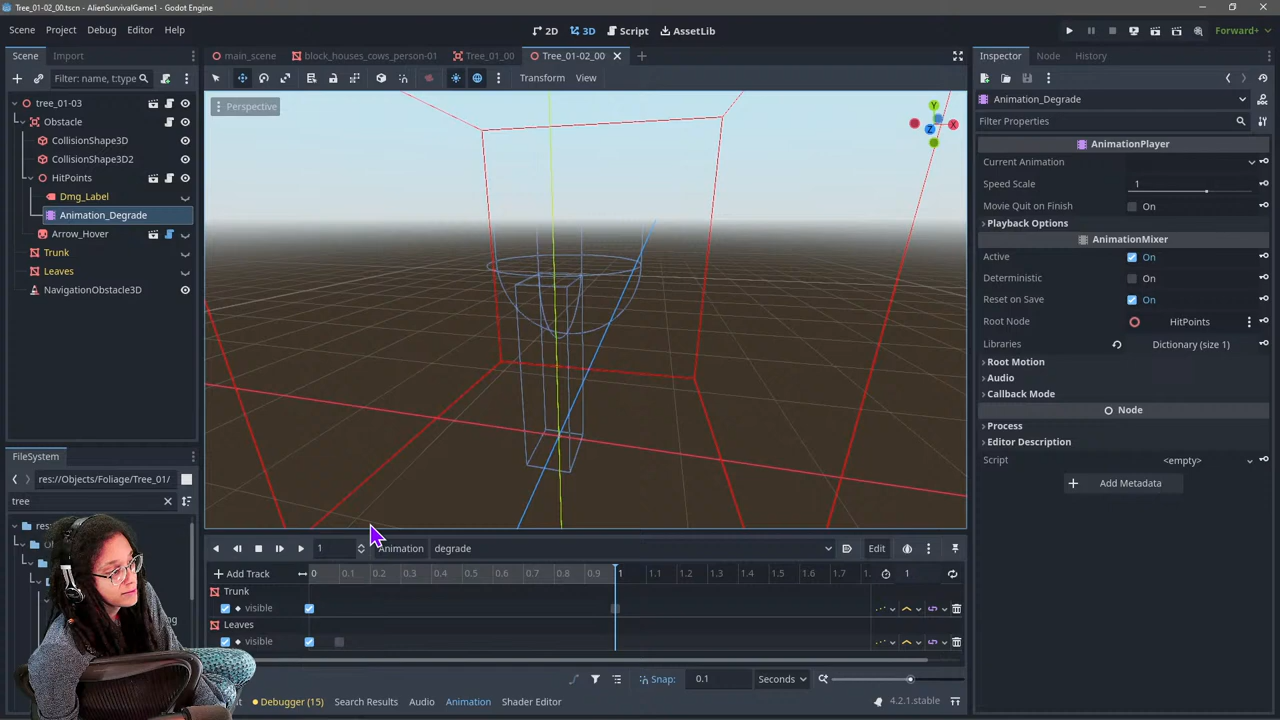 Tree_01-02_00.tscn - AlienSurvivalGame1 - Godot Engine
Scene Project Debug Editor Help
2D 3D Script AssetLib
Forward+
Scene Import
main_scene block_houses_cows_person-01 Tree_01_00 Tree_01-02_00
Inspector Node History
Filter: name, t:type
Transform View
tree_01-03
Obstacle
CollisionShape3D
CollisionShape3D2
HitPoints
Dmg_Label
Animation_Degrade
Arrow_Hover
Trunk
Leaves
NavigationObstacle3D
Perspective
Y
X
Z
Animation_Degrade
Filter Properties
AnimationPlayer
Current Animation
Speed Scale 1
Movie Quit on Finish On
Playback Options
AnimationMixer
Active On
Deterministic On
Reset on Save On
Root Node HitPoints
Libraries Dictionary (size 1)
Root Motion
Audio
Callback Mode
Node
Process
Editor Description
Script <empty>
Add Metadata
FileSystem
res://Objects/Foliage/Tree_01/
tree
1 Animation degrade Edit
Add Track 0 0.1 0.2 0.3 0.4 0.5 0.6 0.7 0.8 0.9 1 1.1 1.2 1.3 1.4 1.5 1.6 1.7 1. 1
Trunk
visible
Leaves
visible
Snap: 0.1 Seconds
Debugger (15) Search Results Audio Animation Shader Editor 4.2.1.stable